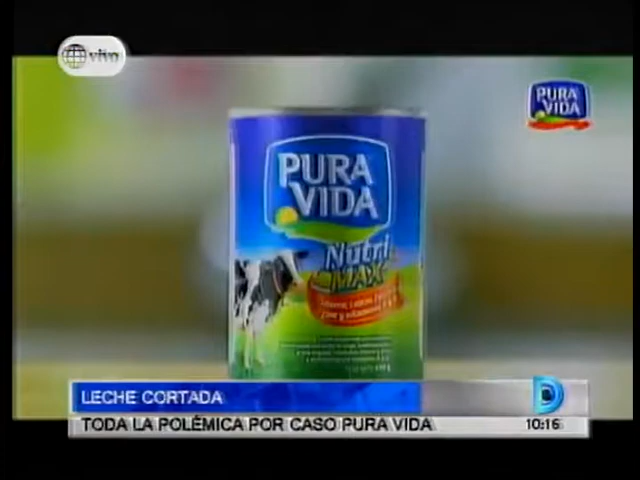 vivo
PURA
VIDA
PURA
VIDA
Nutri
MAX
LECHE CORTADA
TODA LA POLÉMICA POR CASO PURA VIDA
10:16